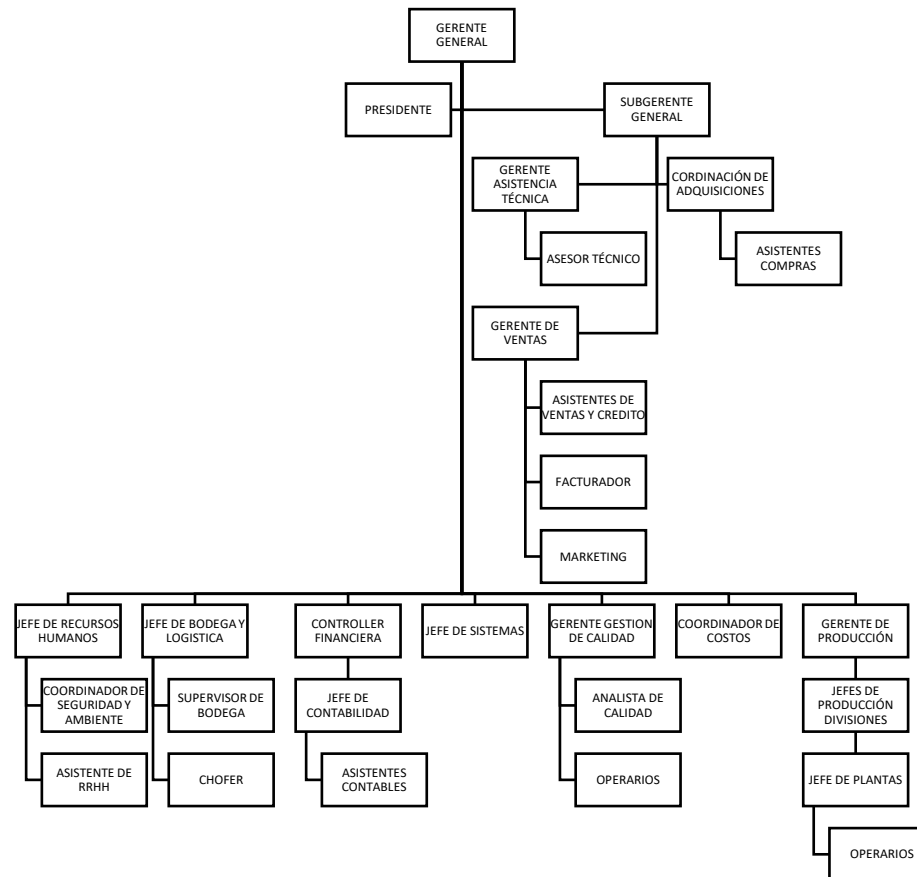 GERENTE
GENERAL
PRESIDENTE
SUBGERENTE
GENERAL
GERENTE
ASISTENCIA
TÉCNICA
CORDINACIÓN DE
ADQUISICIONES
ASESOR TÉCNICO
ASISTENTES
COMPRAS
GERENTE DE
VENTAS
ASISTENTES DE
VENTAS Y CREDITO
FACTURADOR
MARKETING
JEFE DE RECURSOS
HUMANOS
JEFE DE BODEGA Y
LOGISTICA
CONTROLLER
FINANCIERA
JEFE DE SISTEMAS
GERENTE GESTION
DE CALIDAD
COORDINADOR DE
COSTOS
GERENTE DE
PRODUCCIÓN
COORDINADOR DE
SEGURIDAD Y
AMBIENTE
SUPERVISOR DE
BODEGA
JEFE DE
CONTABILIDAD
ANALISTA DE
CALIDAD
JEFES DE
PRODUCCIÓN
DIVISIONES
ASISTENTE DE
RRHH
CHOFER
ASISTENTES
CONTABLES
OPERARIOS
JEFE DE PLANTAS
OPERARIOS